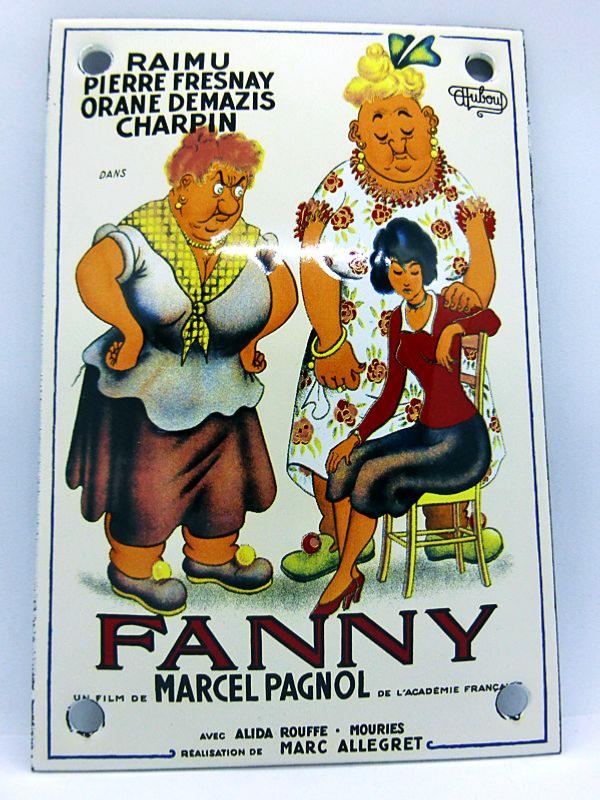 RAIMU
PIERRE FRESNAY
ORANE DEMAZIS
CHARPIN
Dubout
DANS
FANNY
UN FILM DE MARCEL PAGNOL DE L'ACADÉMIE
AVEC ALIDA ROUFFE • MOURIES
RÉALISATION DE MARC ALLEGRET